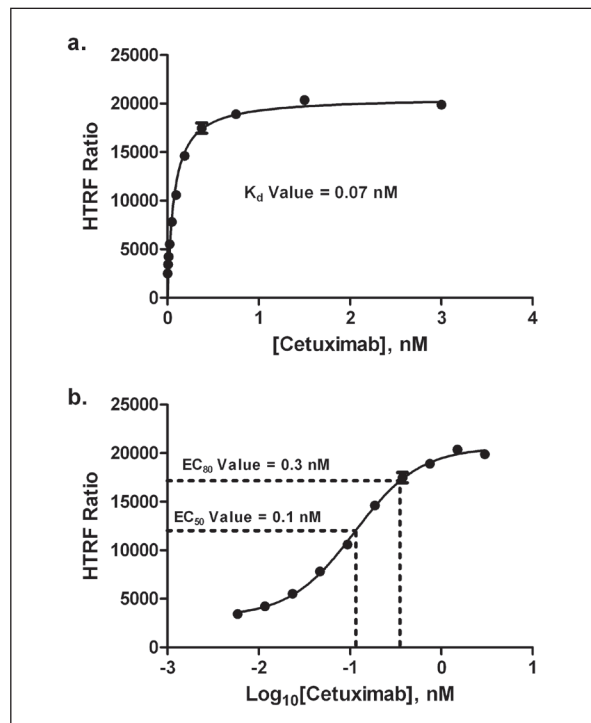 a.
25000
20000
15000
10000
5000
0
HTRF Ratio
K_d Value = 0.07 nM
0 1 2 3 4
[Cetuximab], nM
b.
25000
20000
15000
10000
5000
0
HTRF Ratio
EC₈₀ Value = 0.3 nM
EC₅₀ Value = 0.1 nM
-3 -2 -1 0 1
Log₁₀[Cetuximab], nM